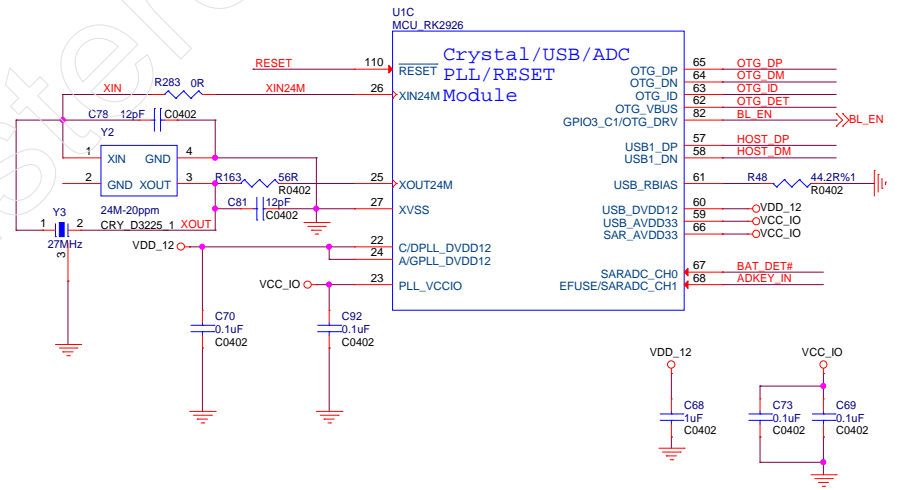 U1C
MCU_RK2926
Crystal/USB/ADC
PLL/RESET
Module
RESET
110
RESET
XIN
R283
0R
XIN24M
26
XIN24M
C78
12pF
C0402
Y2
1
XIN
GND
4
2
GND
XOUT
3
24M-20ppm
CRY_D3225_1
XOUT
R163
56R
R0402
25
XOUT24M
C81
12pF
C0402
27
XVSS
Y3
1
2
27MHz
3
VDD_12
22
C/DPLL_DVDD12
24
A/GPLL_DVDD12
VCC_IO
23
PLL_VCCIO
C70
0.1uF
C0402
C92
0.1uF
C0402
OTG_DP
65
OTG_DP
OTG_DN
64
OTG_DM
OTG_ID
63
OTG_ID
OTG_VBUS
62
OTG_DET
GPIO3_C1/OTG_DRV
82
BL_EN
BL_EN
USB1_DP
57
HOST_DP
USB1_DN
58
HOST_DM
USB_RBIAS
61
R48
44.2R%1
R0402
USB_DVDD12
60
VDD_12
USB_AVDD33
59
VCC_IO
SAR_AVDD33
66
VCC_IO
SARADC_CH0
67
BAT_DET#
EFUSE/SARADC_CH1
68
ADKEY_IN
VDD_12
C68
1uF
C0402
VCC_IO
C73
0.1uF
C0402
C69
0.1uF
C0402